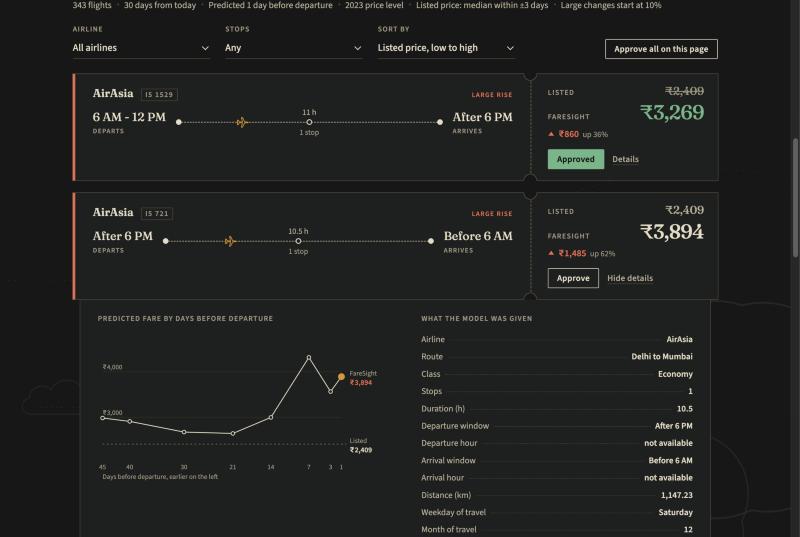 343 flights · 30 days from today · Predicted 1 day before departure · 2023 price level · Listed price: median within ±3 days · Large changes start at 10%
AIRLINE
All airlines
STOPS
Any
SORT BY
Listed price, low to high
Approve all on this page
AirAsia I5 1529
LARGE RISE
6 AM - 12 PM
DEPARTS
11 h
1 stop
After 6 PM
ARRIVES
LISTED ₹2,409
FARESIGHT ₹3,269
₹860 up 36%
Approved Details
AirAsia I5 721
LARGE RISE
After 6 PM
DEPARTS
10.5 h
1 stop
Before 6 AM
ARRIVES
LISTED ₹2,409
FARESIGHT ₹3,894
₹1,485 up 62%
Approve Hide details
PREDICTED FARE BY DAYS BEFORE DEPARTURE
₹4,000
₹3,000
FareSight
₹3,894
Listed
₹2,409
45 40 30 21 14 7 3 1
Days before departure, earlier on the left
WHAT THE MODEL WAS GIVEN
Airline AirAsia
Route Delhi to Mumbai
Class Economy
Stops 1
Duration (h) 10.5
Departure window After 6 PM
Departure hour not available
Arrival window Before 6 AM
Arrival hour not available
Distance (km) 1,147.23
Weekday of travel Saturday
Month of travel 12